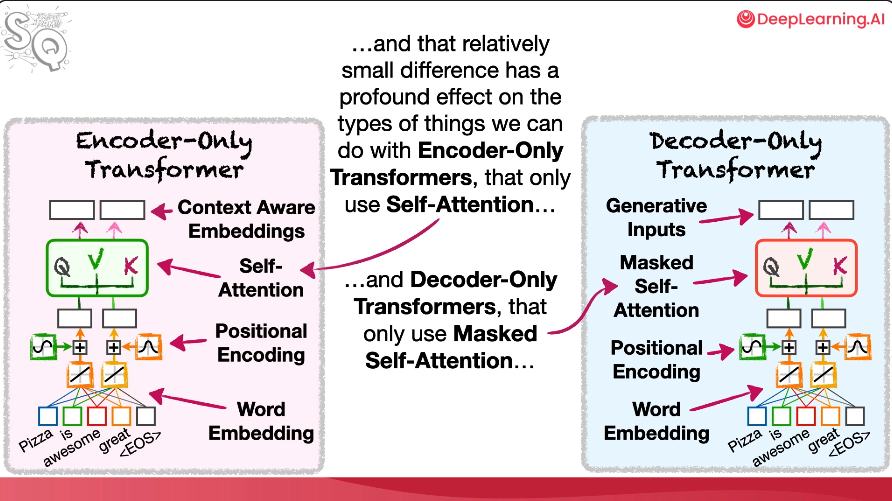 SQ
DeepLearning.AI
…and that relatively
small difference has a
profound effect on the
types of things we can
do with Encoder-Only
Transformers, that only
use Self-Attention…
…and Decoder-Only
Transformers, that
only use Masked
Self-Attention…
Encoder-Only
Transformer
Context Aware
Embeddings
Q V K
Self-
Attention
Positional
Encoding
Word
Embedding
Pizza
is
awesome
great
<EOS>
Decoder-Only
Transformer
Generative
Inputs
Q V K
Masked
Self-
Attention
Positional
Encoding
Word
Embedding
Pizza
is
awesome
great
<EOS>